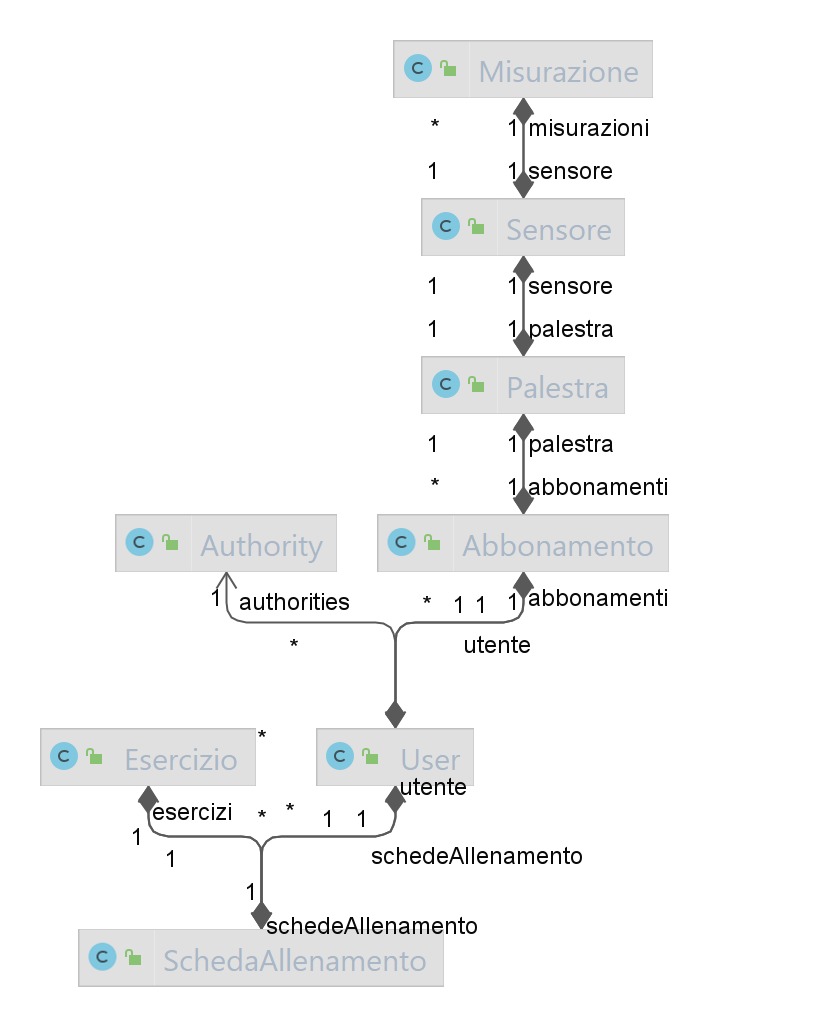 C Misurazione
* 1 misurazioni
1 1 sensore
C Sensore
1 1 sensore
1 1 palestra
C Palestra
1 1 palestra
* 1 abbonamenti
C Authority
C Abbonamento
1 authorities
* 1 1 1 abbonamenti
* utente
C Esercizio
*
C User
utente
esercizi
* * 1 1
1
1
schedeAllenamento
1
schedeAllenamento
C SchedaAllenamento